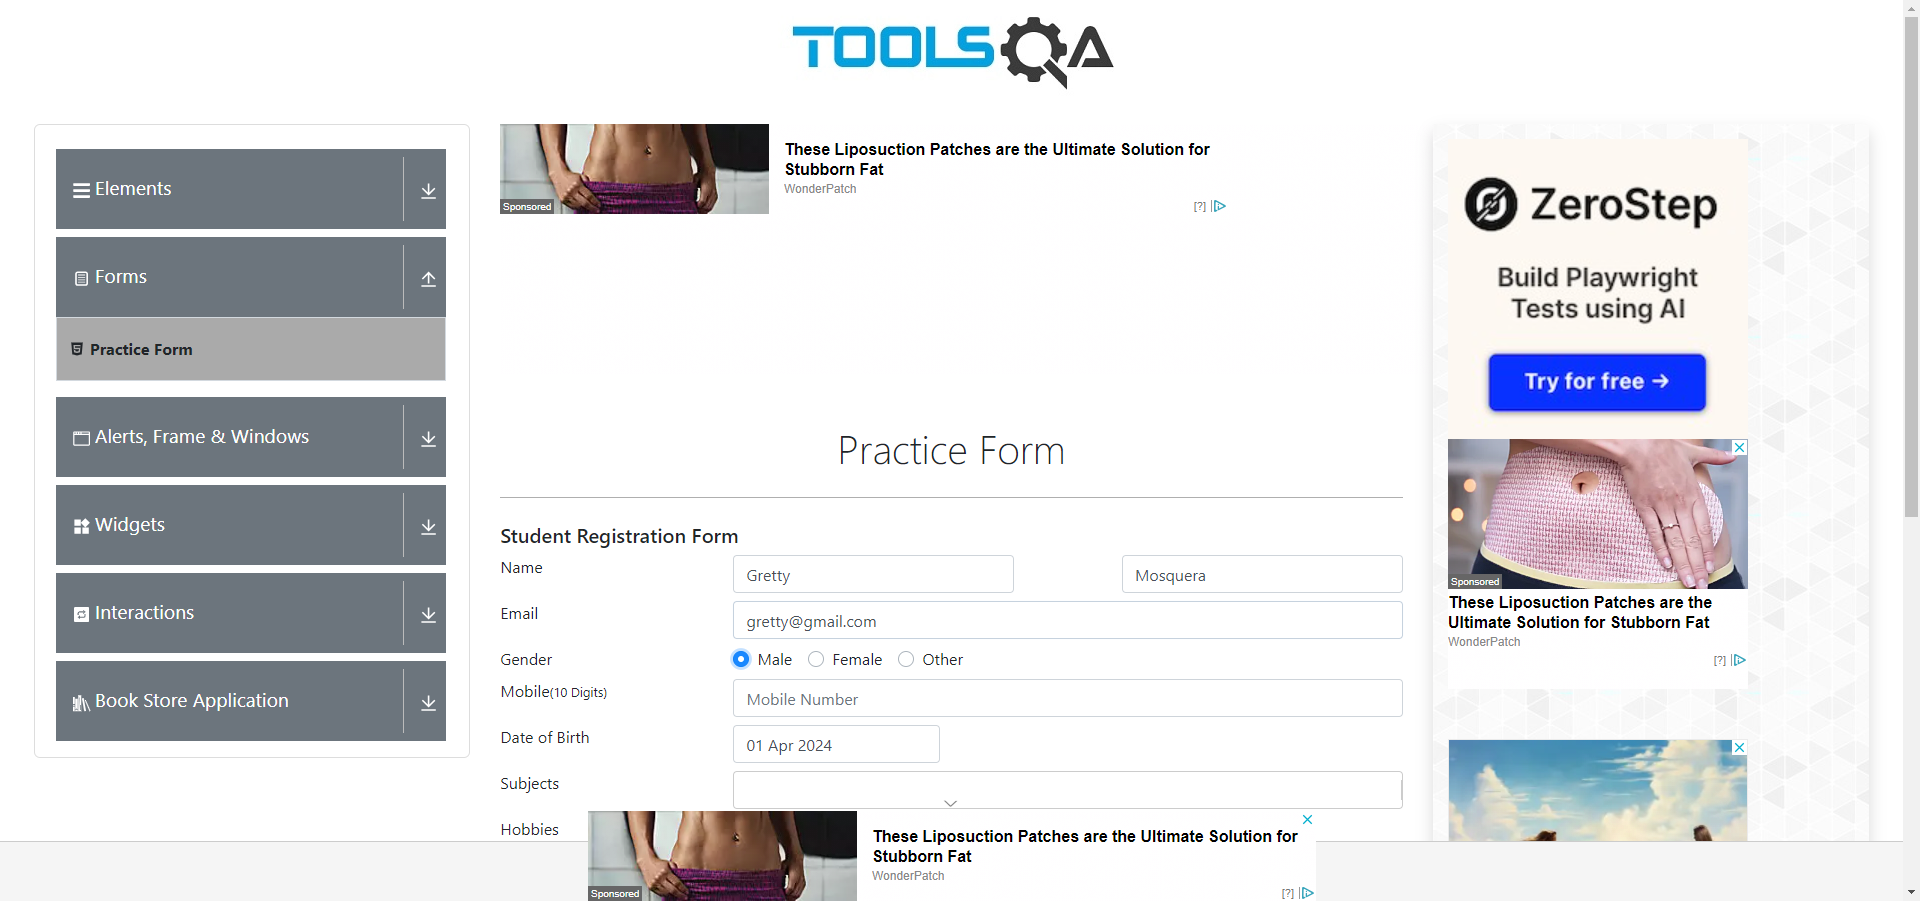 TOOLSQA
Elements
Forms
Practice Form
Alerts, Frame & Windows
Widgets
Interactions
Book Store Application
Sponsored
These Liposuction Patches are the Ultimate Solution for
Stubborn Fat
WonderPatch
[?]
Practice Form
Student Registration Form
Name
Gretty
Mosquera
Email
gretty@gmail.com
Gender
Male
Female
Other
Mobile(10 Digits)
Mobile Number
Date of Birth
01 Apr 2024
Subjects
Hobbies
Sponsored
These Liposuction Patches are the Ultimate Solution for
Stubborn Fat
WonderPatch
[?]
ZeroStep
Build Playwright
Tests using AI
Try for free →
Sponsored
These Liposuction Patches are the
Ultimate Solution for Stubborn Fat
WonderPatch
[?]